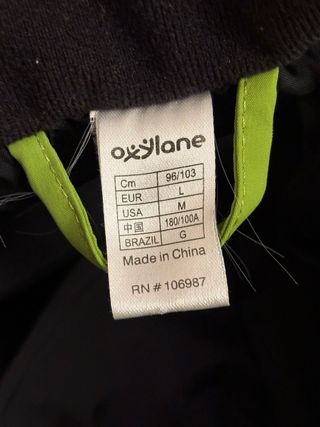 oxylane
Cm 96/103
EUR L
USA M
中国 180/100A
BRAZIL G
Made in China
RN # 106987